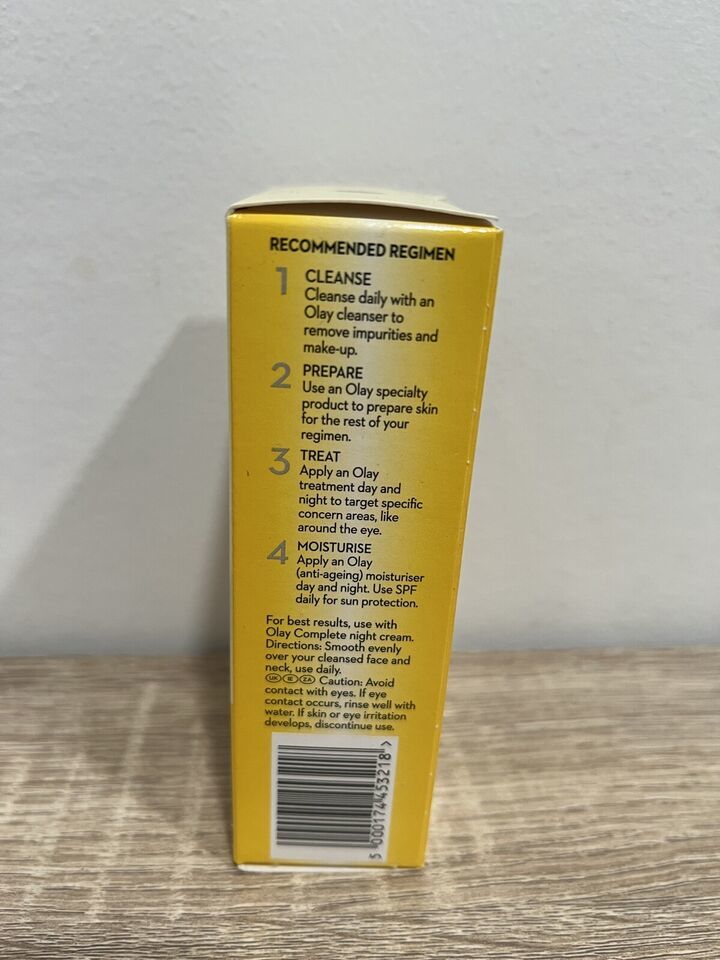 RECOMMENDED REGIMEN
1 CLEANSE
Cleanse daily with an
Olay cleanser to
remove impurities and
make-up.
2 PREPARE
Use an Olay specialty
product to prepare skin
for the rest of your
regimen.
3 TREAT
Apply an Olay
treatment day and
night to target specific
concern areas, like
around the eye.
4 MOISTURISE
Apply an Olay
(anti-ageing) moisturiser
day and night. Use SPF
daily for sun protection.
For best results, use with
Olay Complete night cream.
Directions: Smooth evenly
over your cleansed face and
neck, use daily.
UK IE ZA Caution: Avoid
contact with eyes. If eye
contact occurs, rinse well with
water. If skin or eye irritation
develops, discontinue use.
5 000174 453218 >